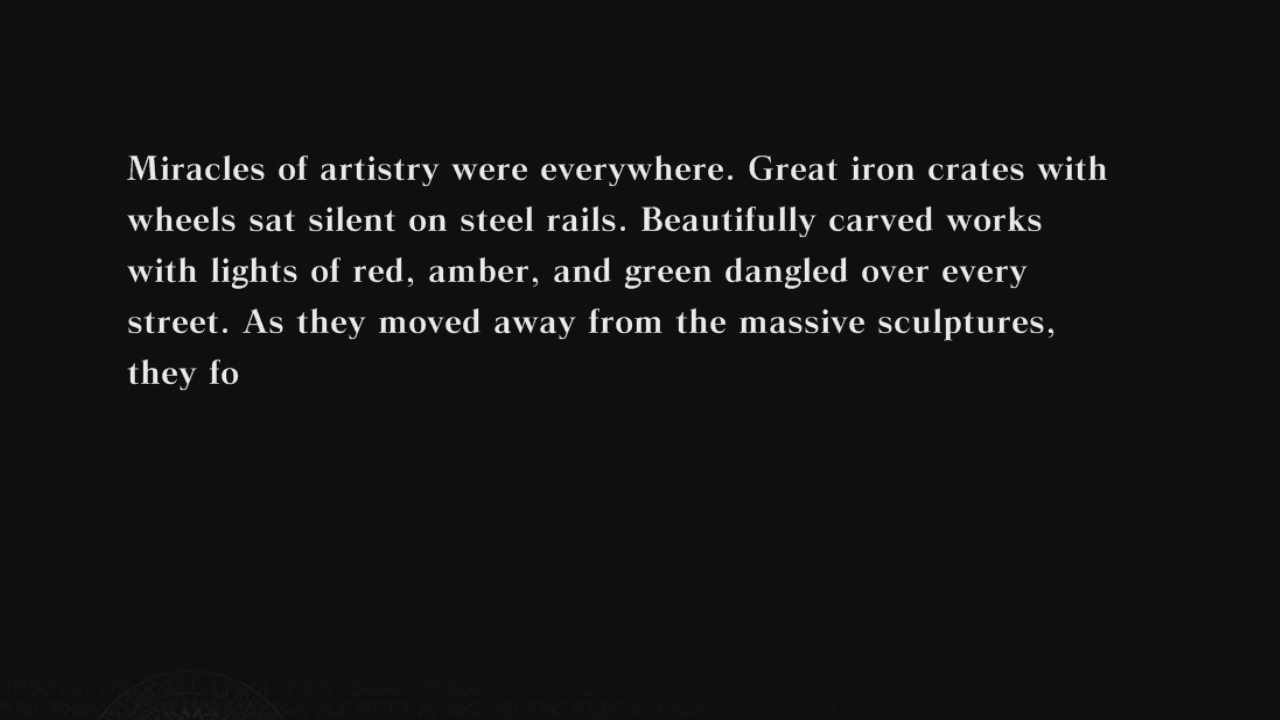 Miracles of artistry were everywhere. Great iron crates with
wheels sat silent on steel rails. Beautifully carved works
with lights of red, amber, and green dangled over every
street. As they moved away from the massive sculptures,
they fo